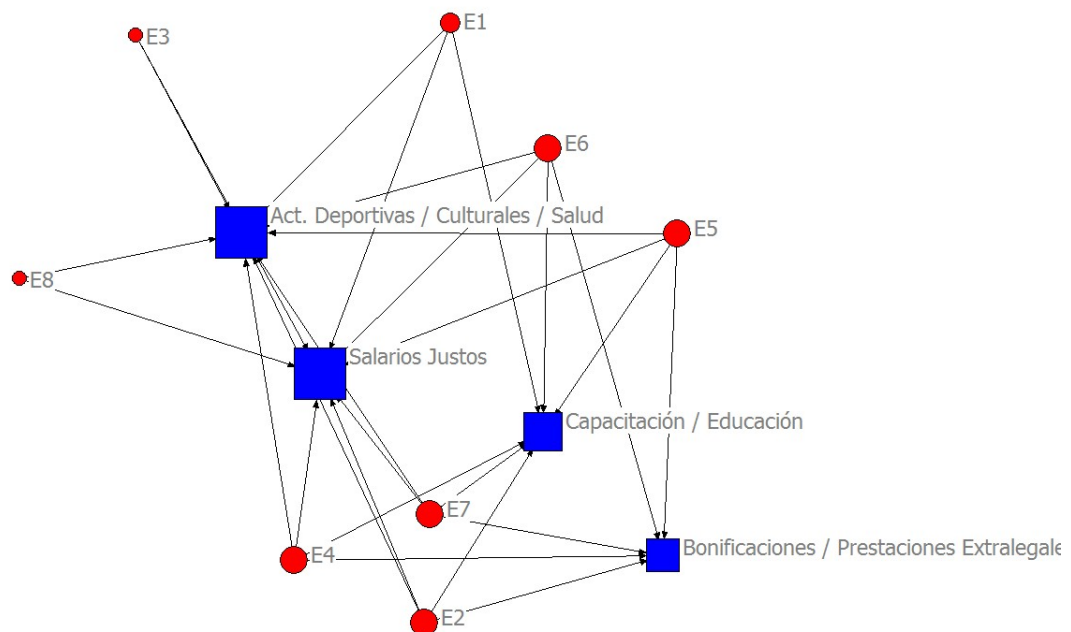 E3
E1
E6
Act. Deportivas / Culturales / Salud
E5
E8
Salarios Justos
Capacitación / Educación
E7
Bonificaciones / Prestaciones Extralegale
E4
E2